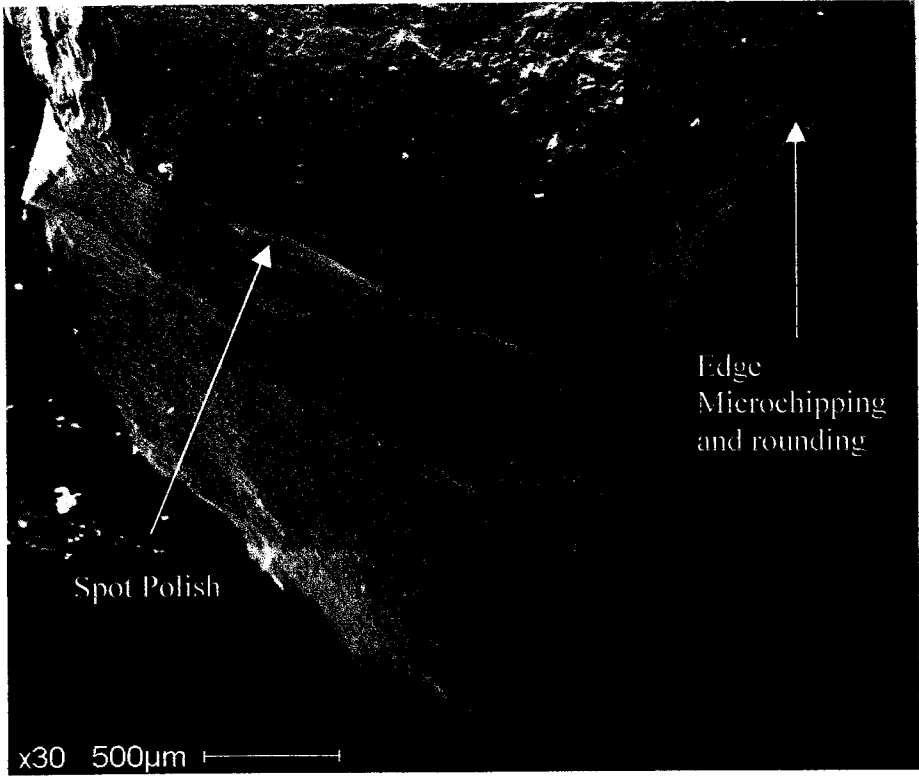 Edge
Microchipping
and rounding
Spot Polish
x30 500µm